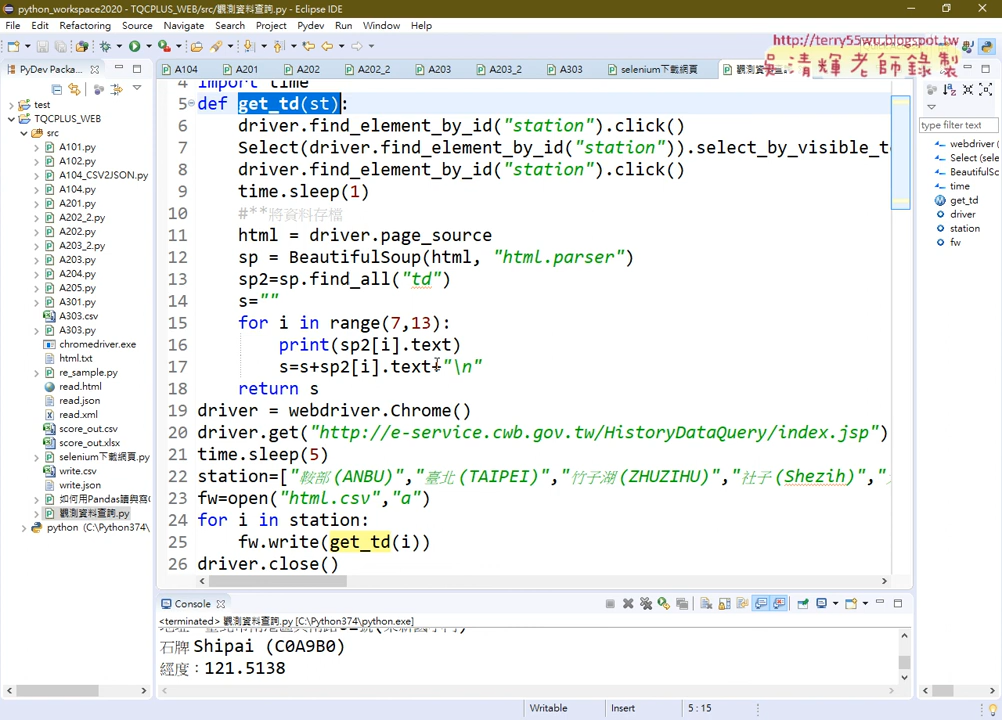 python_workspace2020 - TQCPLUS_WEB/src/觀測資料查詢.py - Eclipse IDE
File Edit Refactoring Source Navigate Search Project Pydev Run Window Help
http://terry55wu.blogspot.tw
吳清輝老師錄製
PyDev Packa...
A104 A201 A202 A202_2 A203 A203_2 A303 selenium下載網頁
test
TQCPLUS_WEB
src
A101.py
A102.py
A104_CSV2JSON.py
A104.py
A201.py
A202_2.py
A202.py
A203_2.py
A203.py
A204.py
A205.py
A301.py
A303.csv
A303.py
chromedriver.exe
html.txt
re_sample.py
read.html
read.json
read.xml
score_out.csv
score_out.xlsx
selenium下載網頁.py
write.csv
write.json
如何用Pandas讀與寫
觀測資料查詢.py
python (C:\Python374\
4 import time
5 def get_td(st):
6 driver.find_element_by_id("station").click()
7 Select(driver.find_element_by_id("station")).select_by_visible_te
8 driver.find_element_by_id("station").click()
9 time.sleep(1)
10 #**將資料存檔
11 html = driver.page_source
12 sp = BeautifulSoup(html, "html.parser")
13 sp2=sp.find_all("td")
14 s=""
15 for i in range(7,13):
16 print(sp2[i].text)
17 s=s+sp2[i].text+"\n"
18 return s
19 driver = webdriver.Chrome()
20 driver.get("http://e-service.cwb.gov.tw/HistoryDataQuery/index.jsp")
21 time.sleep(5)
22 station=["鞍部(ANBU)","臺北(TAIPEI)","竹子湖(ZHUZIHU)","社子(Shezih)","
23 fw=open("html.csv","a")
24 for i in station:
25 fw.write(get_td(i))
26 driver.close()
type filter text
webdriver (
Select (sele
BeautifulSc
time
get_td
driver
station
fw
Console
<terminated> 觀測資料查詢.py [C:\Python374\python.exe]
石牌 Shipai (C0A9B0)
經度：121.5138
Writable Insert 5 : 15